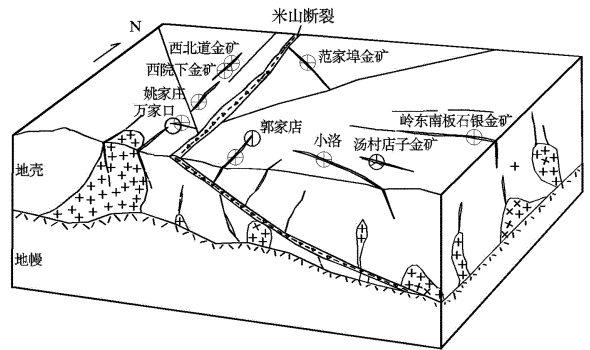 米山断裂
N
西北道金矿
范家埠金矿
西院下金矿
姚家庄
万家口
郭家店
小洛
汤村店子金矿
岭东南板石银金矿
地壳
地幔